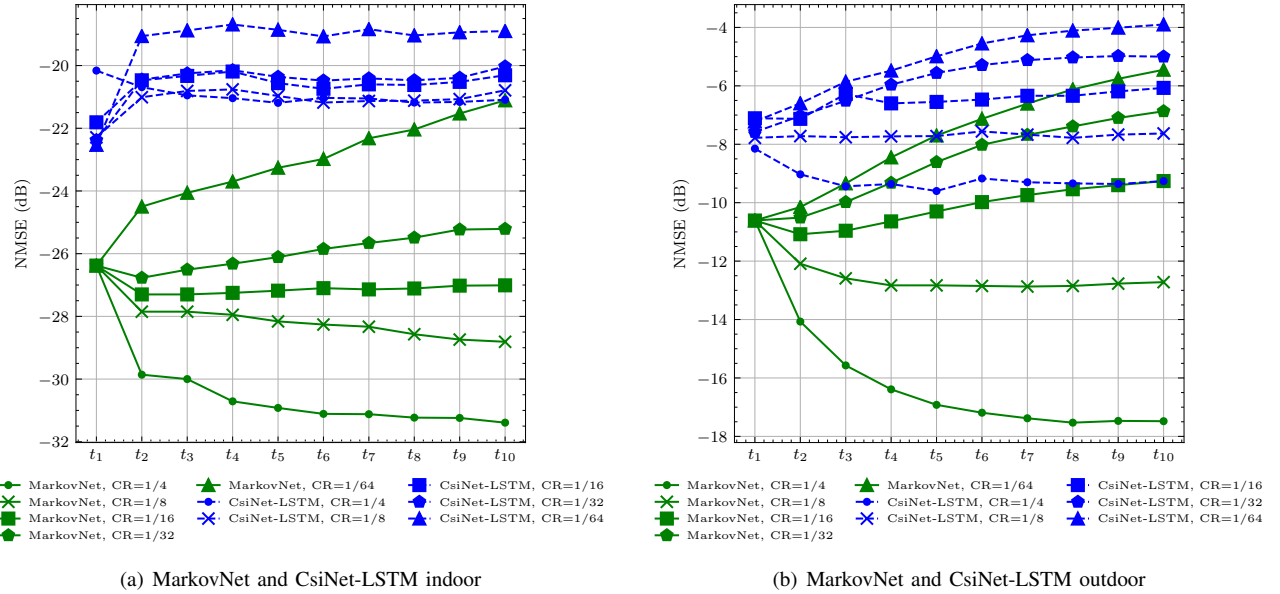 NMSE (dB)
−20
−22
−24
−26
−28
−30
−32
t1 t2 t3 t4 t5 t6 t7 t8 t9 t10
MarkovNet, CR=1/4
MarkovNet, CR=1/8
MarkovNet, CR=1/16
MarkovNet, CR=1/32
MarkovNet, CR=1/64
CsiNet-LSTM, CR=1/4
CsiNet-LSTM, CR=1/8
CsiNet-LSTM, CR=1/16
CsiNet-LSTM, CR=1/32
CsiNet-LSTM, CR=1/64
(a) MarkovNet and CsiNet-LSTM indoor
NMSE (dB)
−4
−6
−8
−10
−12
−14
−16
−18
t1 t2 t3 t4 t5 t6 t7 t8 t9 t10
MarkovNet, CR=1/4
MarkovNet, CR=1/8
MarkovNet, CR=1/16
MarkovNet, CR=1/32
MarkovNet, CR=1/64
CsiNet-LSTM, CR=1/4
CsiNet-LSTM, CR=1/8
CsiNet-LSTM, CR=1/16
CsiNet-LSTM, CR=1/32
CsiNet-LSTM, CR=1/64
(b) MarkovNet and CsiNet-LSTM outdoor